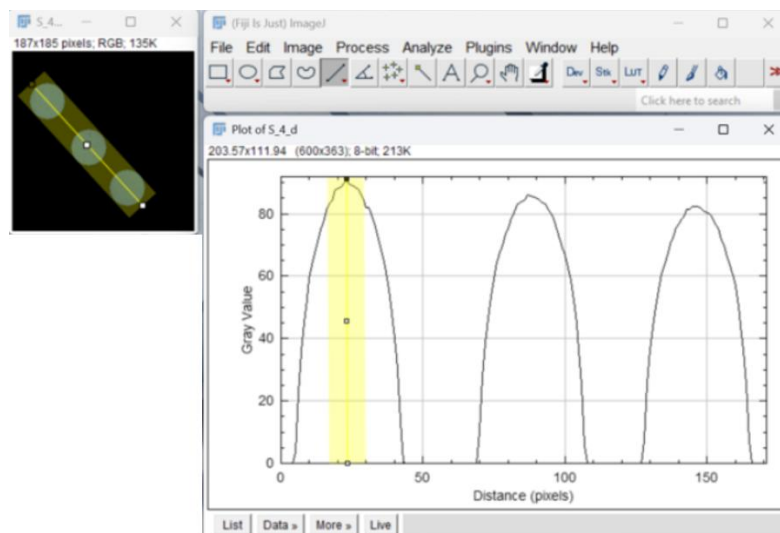 S_4...
187x185 pixels; RGB; 135K
(Fiji Is Just) ImageJ
File Edit Image Process Analyze Plugins Window Help
Dev Stk LUT
Click here to search
Plot of S_4_d
203.57x111.94 (600x363); 8-bit; 213K
80
60
40
20
0
Gray Value
0 50 100 150
Distance (pixels)
List Data » More » Live